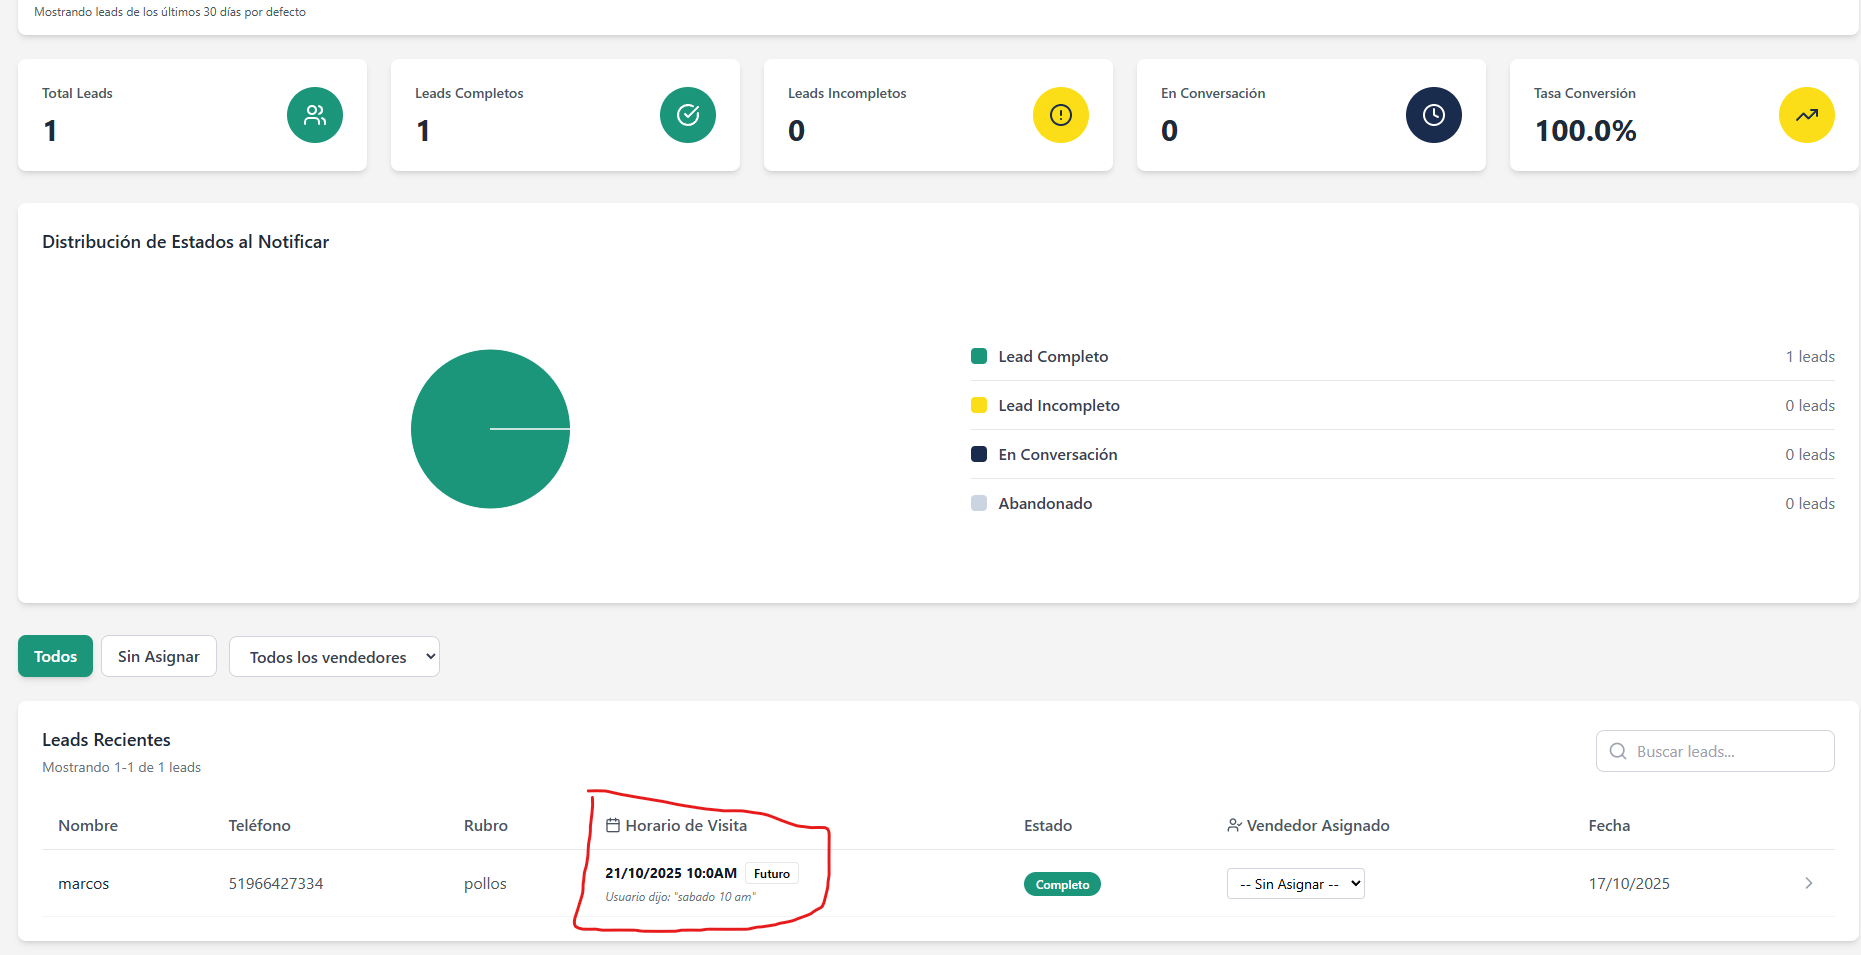 Mostrando leads de los últimos 30 días por defecto
Total Leads
1
Leads Completos
1
Leads Incompletos
0
En Conversación
0
Tasa Conversión
100.0%
Distribución de Estados al Notificar
Lead Completo 1 leads
Lead Incompleto 0 leads
En Conversación 0 leads
Abandonado 0 leads
Todos Sin Asignar Todos los vendedores
Leads Recientes
Mostrando 1-1 de 1 leads
Buscar leads...
Nombre Teléfono Rubro Horario de Visita Estado Vendedor Asignado Fecha
marcos 51966427334 pollos 21/10/2025 10:0AM Futuro Completo -- Sin Asignar -- 17/10/2025
Usuario dijo: "sabado 10 am"